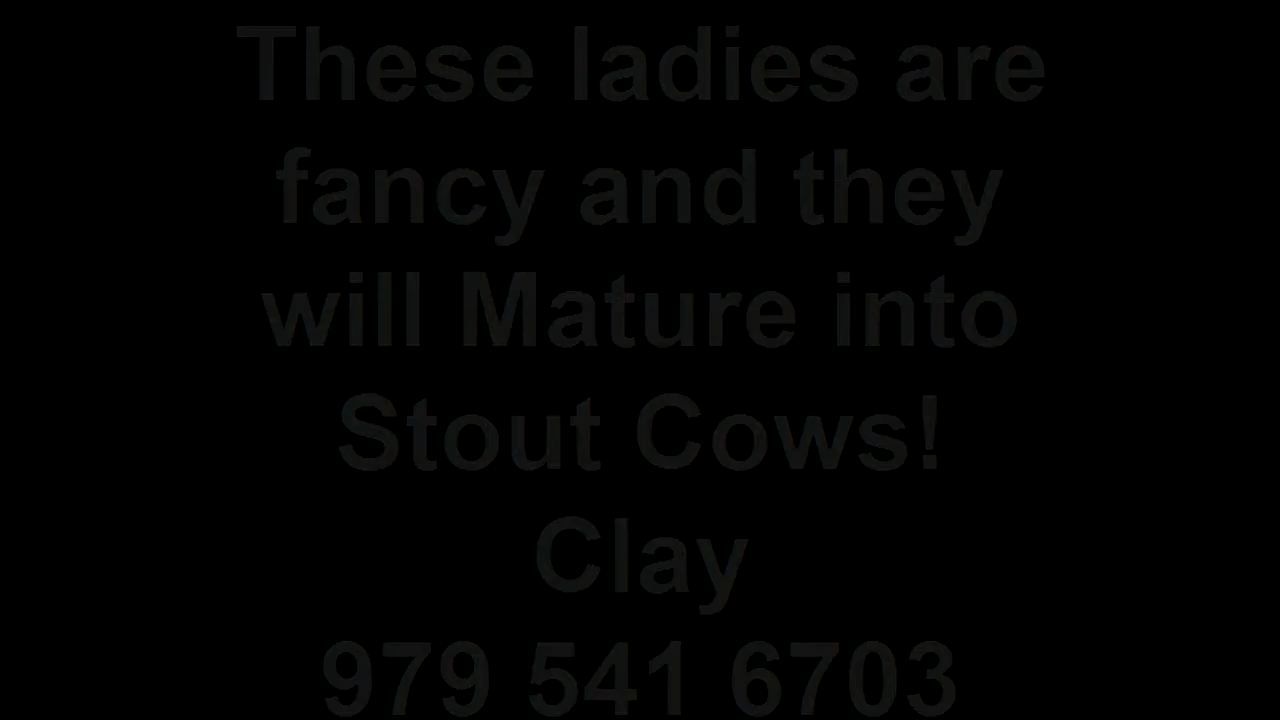 These ladies are
fancy and they
will Mature into
Stout Cows!
Clay
979 541 6703